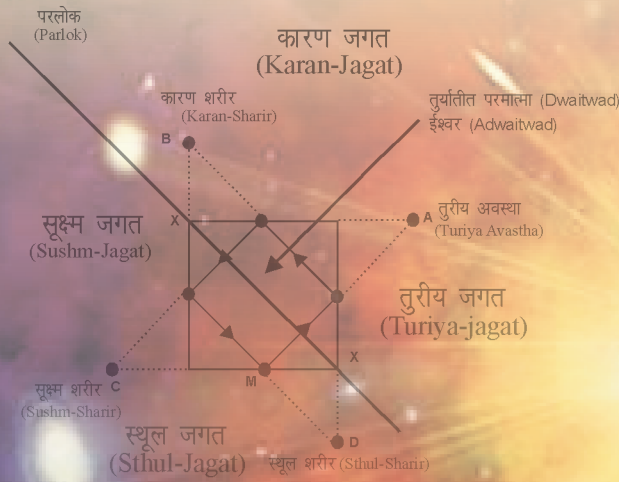 परलोक
(Parlok)
कारण जगत
(Karan-Jagat)
कारण शरीर
(Karan-Sharir)
तुर्यातीत परमात्मा (Dwaitwad)
ईश्वर (Adwaitwad)
B
सूक्ष्म जगत
(Sushm-Jagat)
X
A
तुरीय अवस्था
(Turiya Avastha)
तुरीय जगत
(Turiya-jagat)
X
सूक्ष्म शरीर
(Sushm-Sharir)
C
M
स्थूल जगत
(Sthul-Jagat)
D
स्थूल शरीर (Sthul-Sharir)